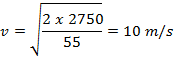 v = √(2 x 2750 / 55) = 10 m/s